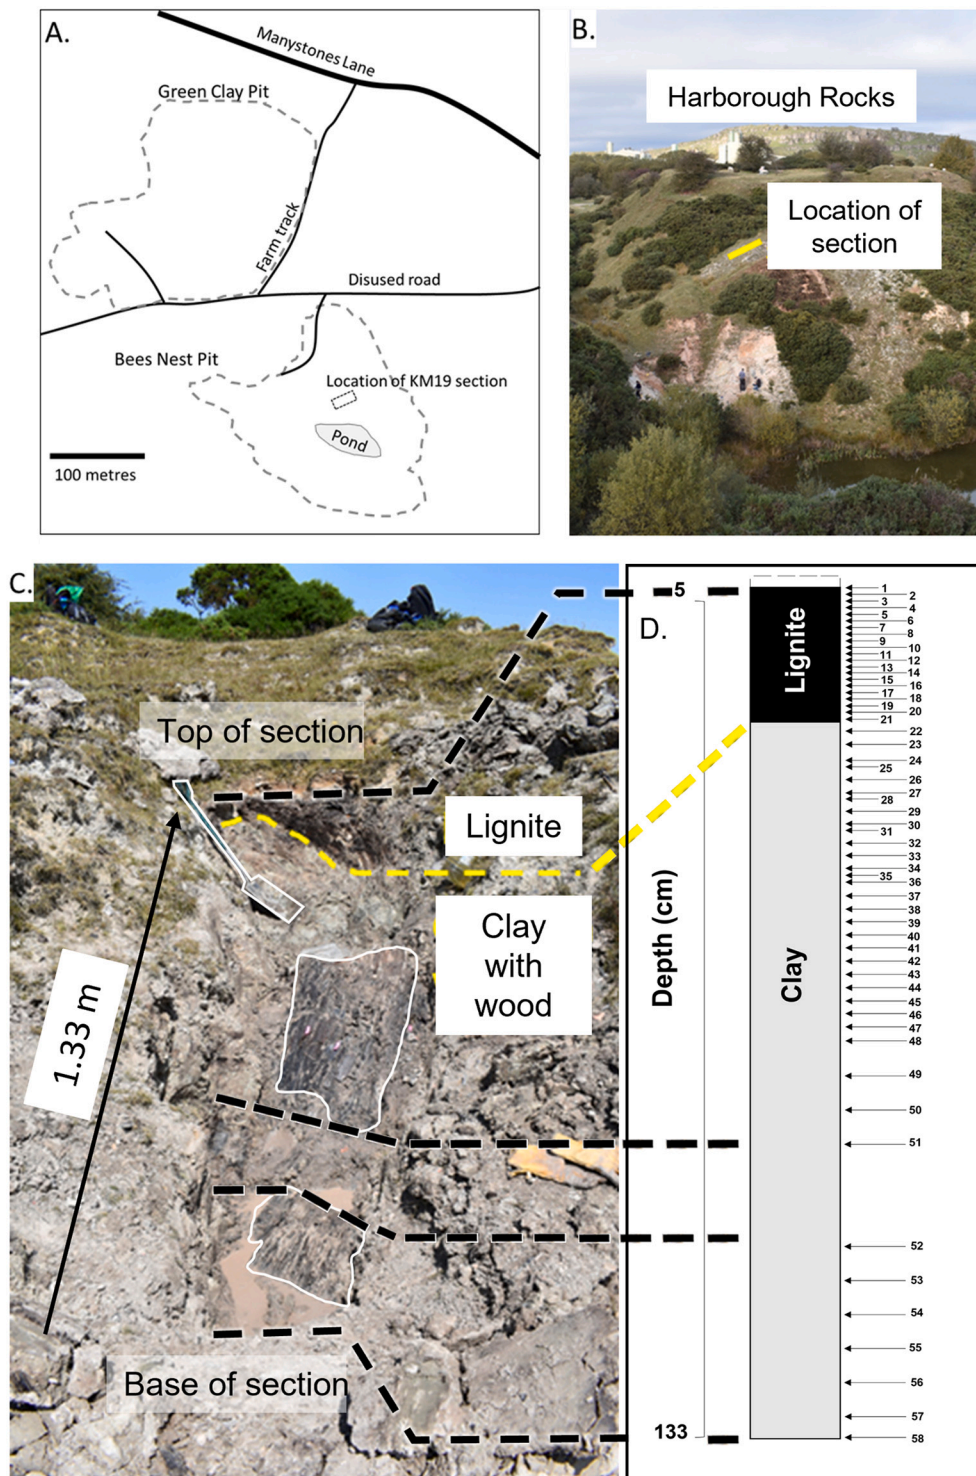 A.
Manystones Lane
Green Clay Pit
Farm track
Disused road
Bees Nest Pit
Location of KM19 section
Pond
100 metres
B.
Harborough Rocks
Location of
section
C.
Top of section
Lignite
Clay
with
wood
1.33 m
Base of section
D.
5
Depth (cm)
133
Lignite
Clay
1
2
3
4
5
6
7
8
9
10
11
12
13
14
15
16
17
18
19
20
21
22
23
24
25
26
27
28
29
30
31
32
33
34
35
36
37
38
39
40
41
42
43
44
45
46
47
48
49
50
51
52
53
54
55
56
57
58